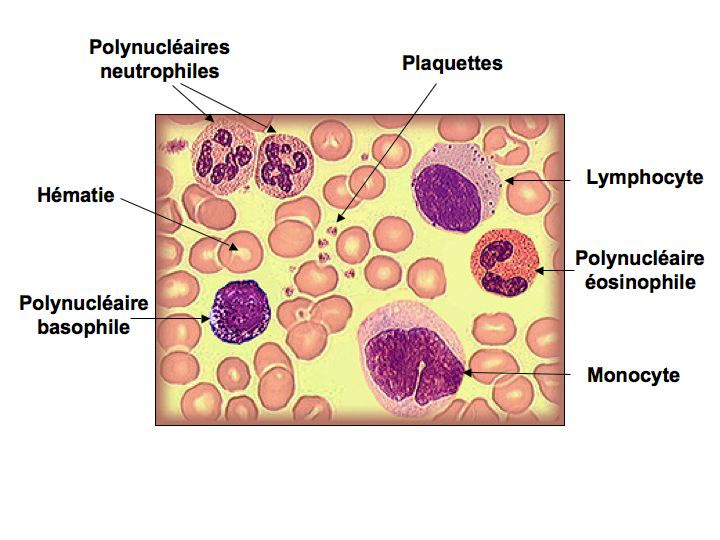 Polynucléaires
neutrophiles
Plaquettes
Lymphocyte
Hématie
Polynucléaire
éosinophile
Polynucléaire
basophile
Monocyte